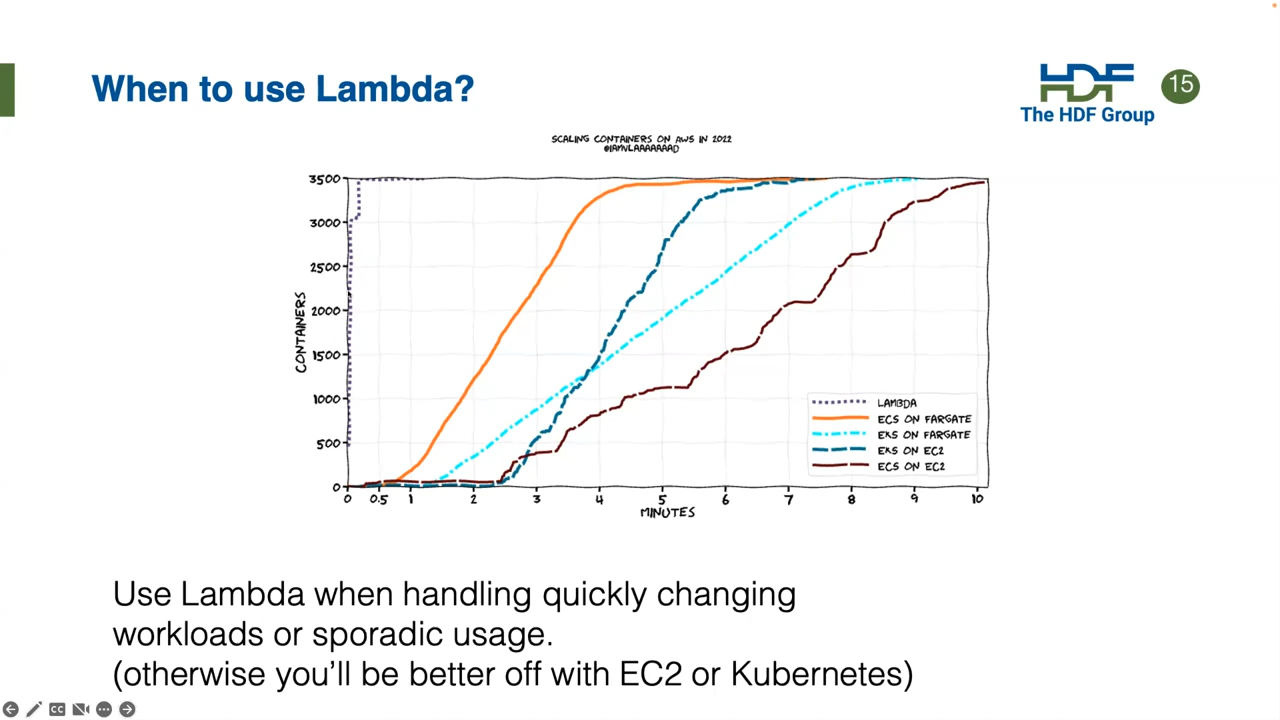 When to use Lambda?
HDF
The HDF Group
15
SCALING CONTAINERS ON AWS IN 2022
@IAMVLAAAAAAAD
3500
3000
2500
2000
1500
1000
500
0
CONTAINERS
0 0.5 1 2 3 4 5 6 7 8 9 10
MINUTES
LAMBDA
ECS ON FARGATE
EKS ON FARGATE
EKS ON EC2
ECS ON EC2
Use Lambda when handling quickly changing
workloads or sporadic usage.
(otherwise you'll be better off with EC2 or Kubernetes)
CC